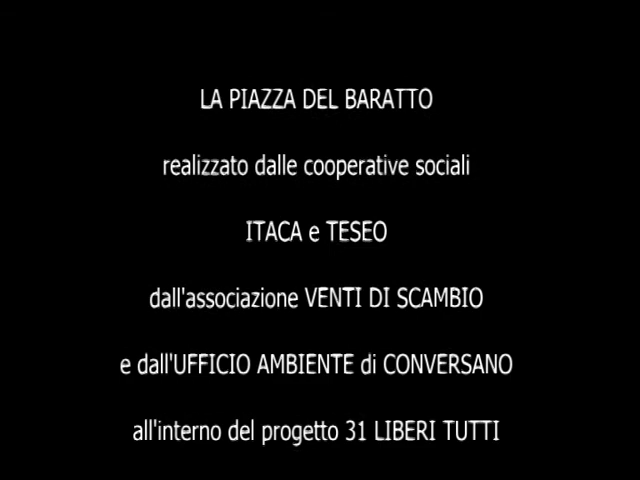 LA PIAZZA DEL BARATTO
realizzato dalle cooperative sociali
ITACA e TESEO
dall'associazione VENTI DI SCAMBIO
e dall'UFFICIO AMBIENTE di CONVERSANO
all'interno del progetto 31 LIBERI TUTTI